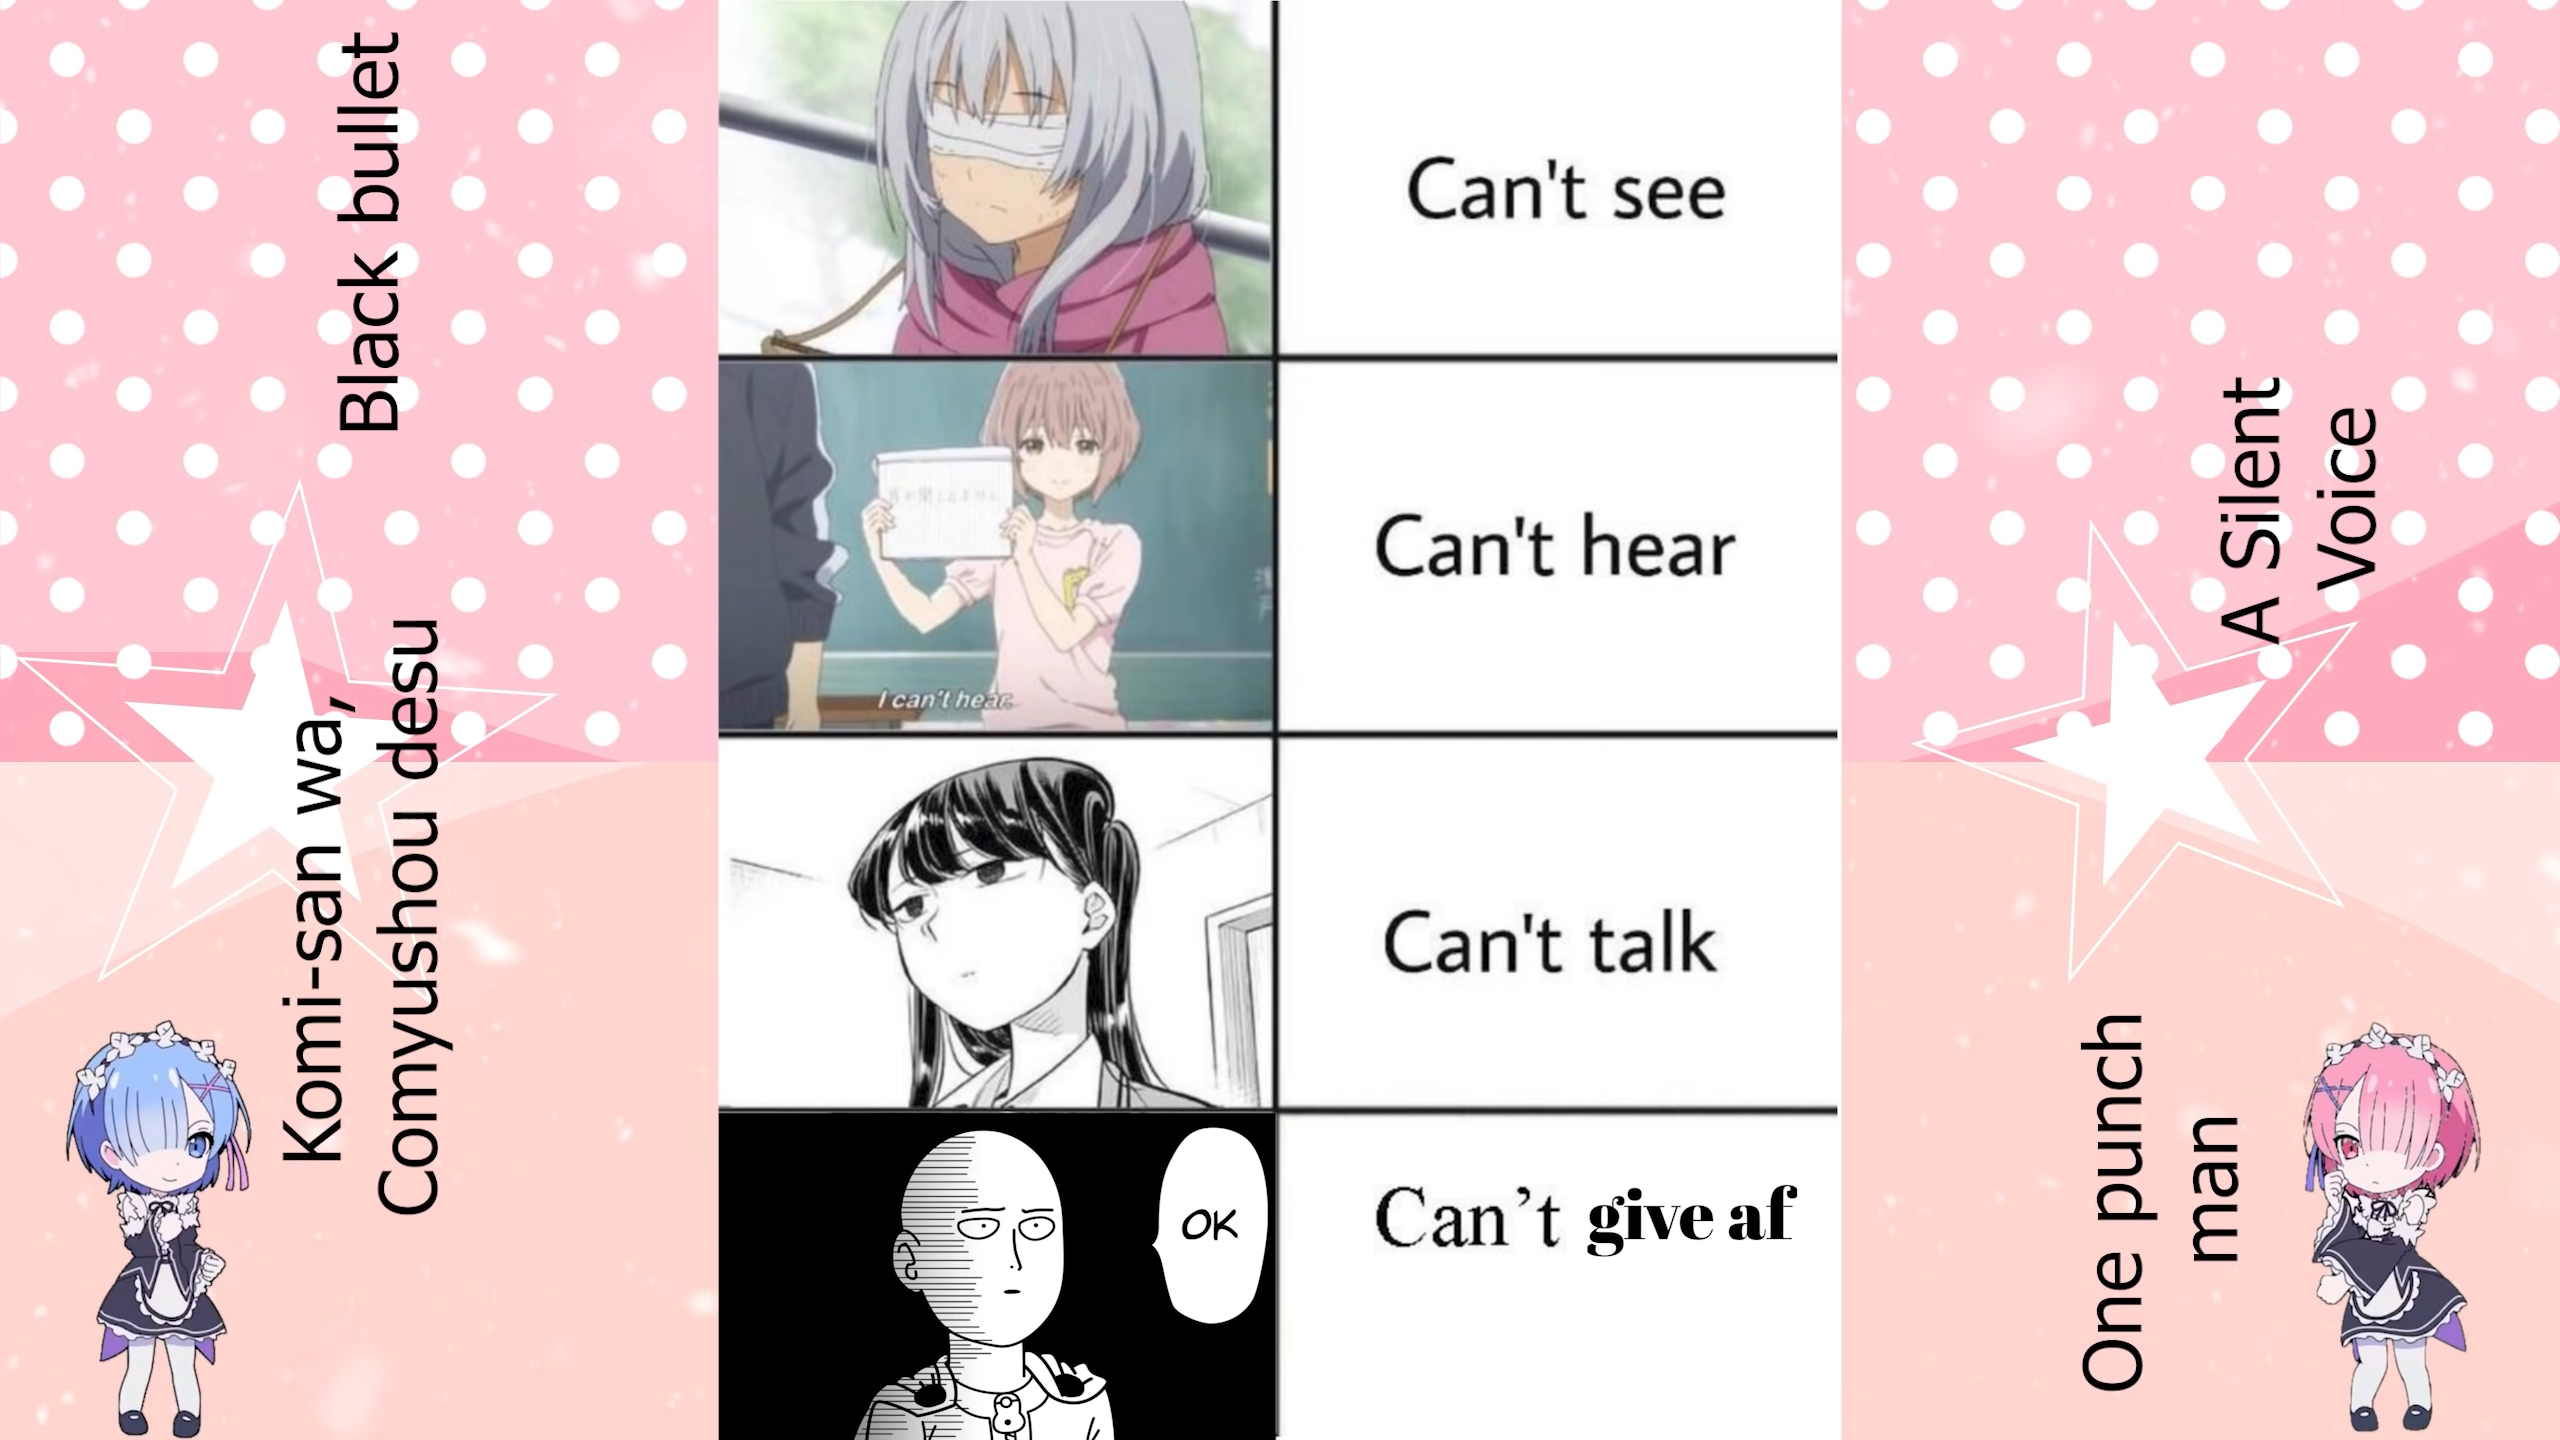 Black bullet
Komi-san wa,
Comyushou desu
Can't see
I can't hear.
Can't hear
Can't talk
OK
Can't give af
A Silent
Voice
One punch
man